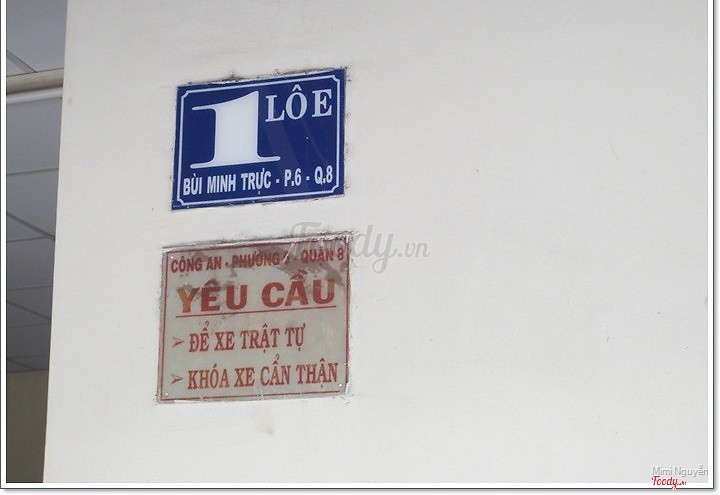 1 LÔ E
BÙI MINH TRỰC - P.6 - Q.8
Foody.vn
CÔNG AN - PHƯỜNG - QUẬN 8
YÊU CẦU
➢ ĐỂ XE TRẬT TỰ
➢ KHÓA XE CẨN THẬN
Mimi Nguyễn
Foody.vn